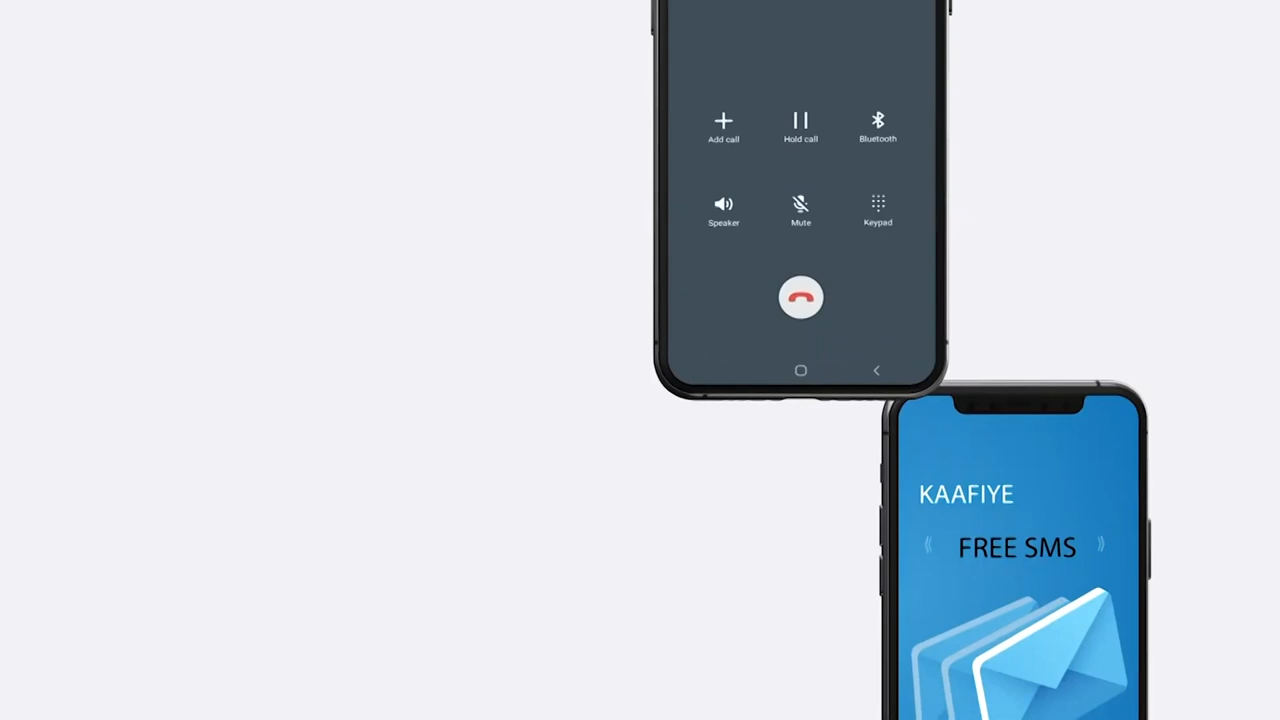 Add call Hold call Bluetooth
Speaker Mute Keypad
KAAFIYE
FREE SMS